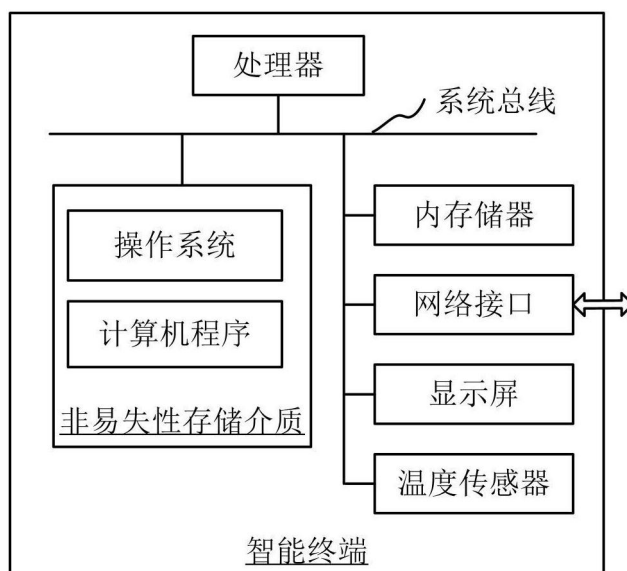 处理器
系统总线
操作系统
计算机程序
非易失性存储介质
内存储器
网络接口
显示屏
温度传感器
智能终端